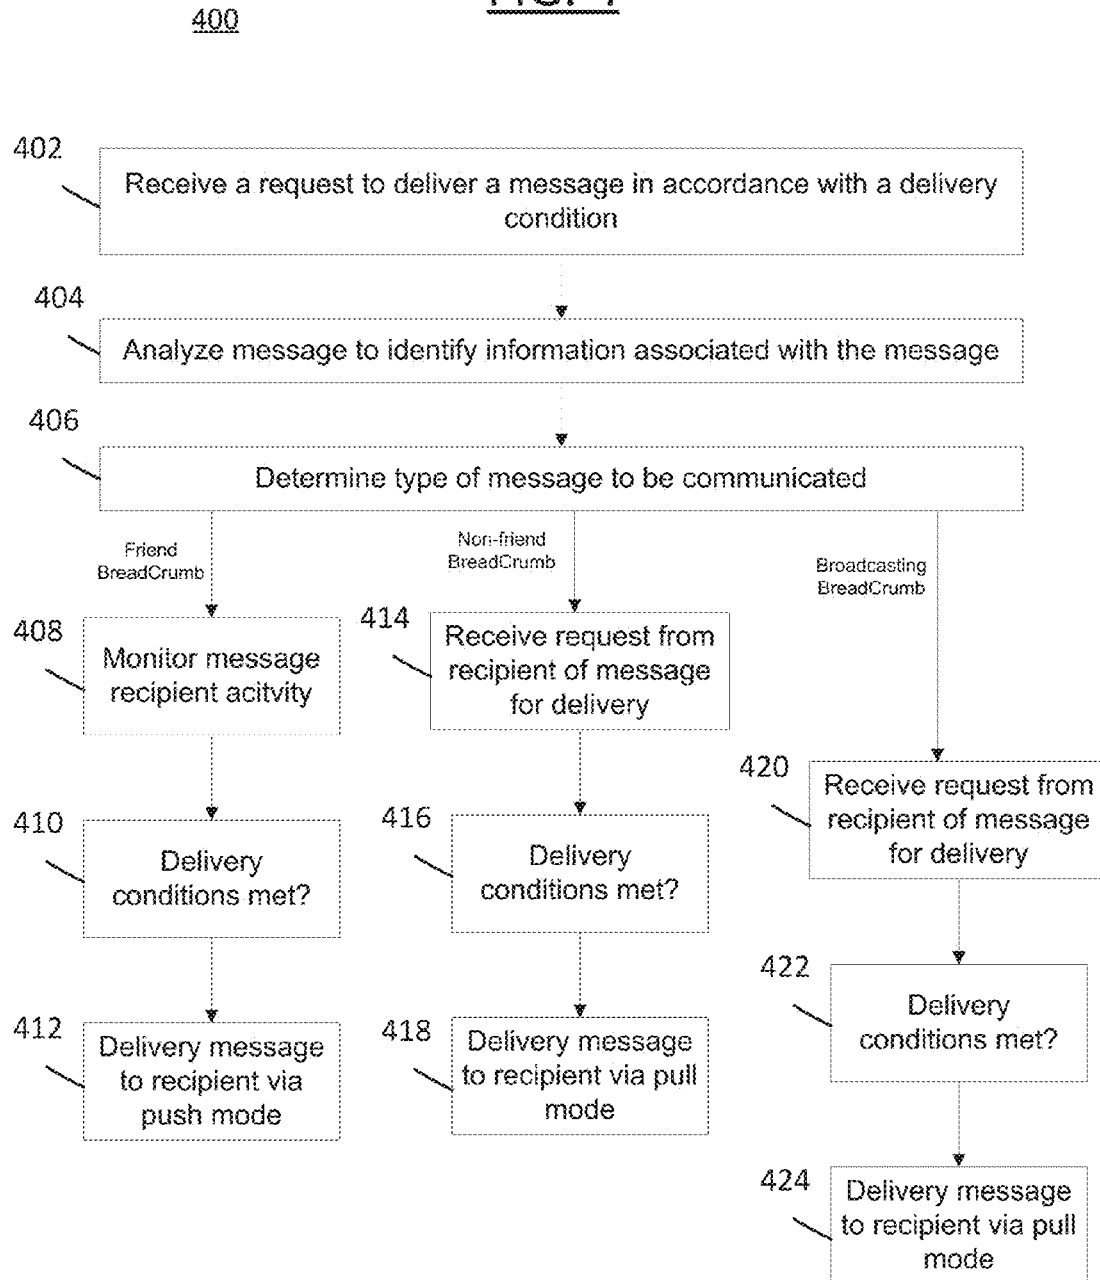 400
402
Receive a request to deliver a message in accordance with a delivery
condition
404
Analyze message to identify information associated with the message
406
Determine type of message to be communicated
Friend
BreadCrumb
Non-friend
BreadCrumb
Broadcasting
BreadCrumb
408
Monitor message
recipient acitvity
414
Receive request from
recipient of message
for delivery
420
Receive request from
recipient of message
for delivery
410
Delivery
conditions met?
416
Delivery
conditions met?
422
Delivery
conditions met?
412
Delivery message
to recipient via
push mode
418
Delivery message
to recipient via pull
mode
424
Delivery message
to recipient via pull
mode